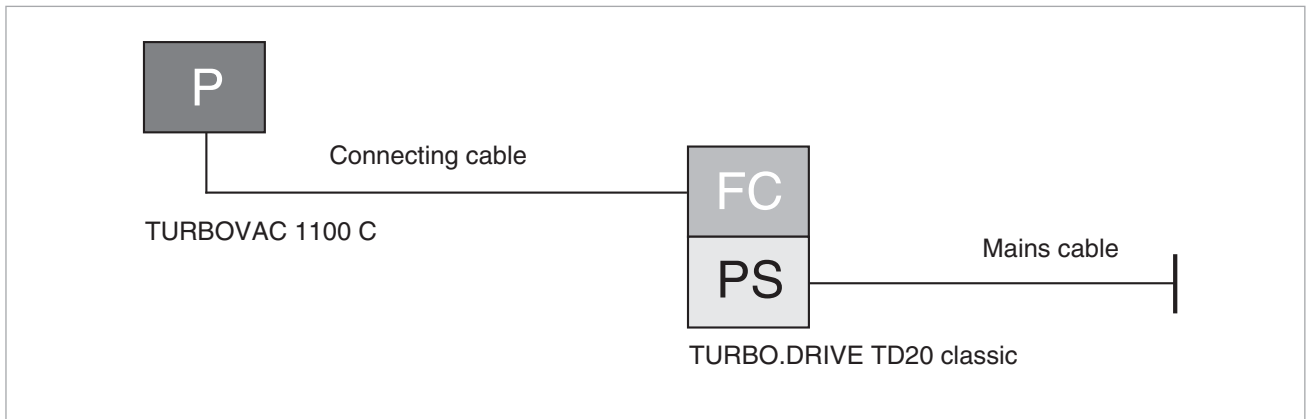 P
Connecting cable
FC
TURBOVAC 1100 C
Mains cable
PS
TURBO.DRIVE TD20 classic